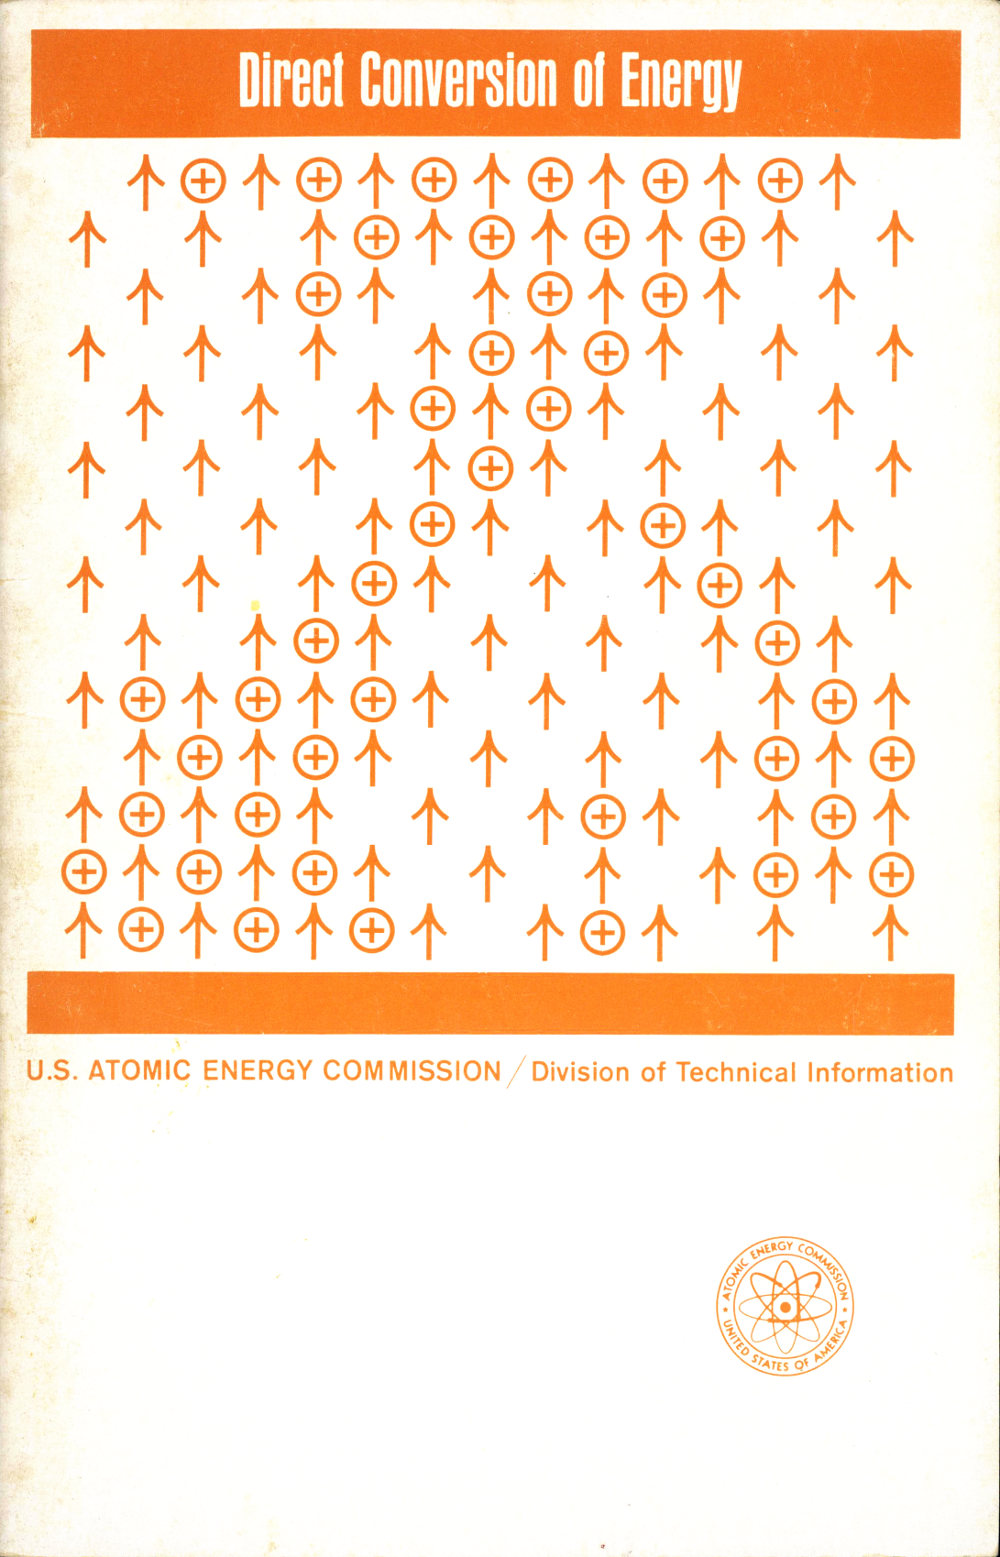 Direct Conversion of Energy
U.S. ATOMIC ENERGY COMMISSION / Division of Technical Information
ATOMIC ENERGY COMMISSION
UNITED STATES OF AMERICA